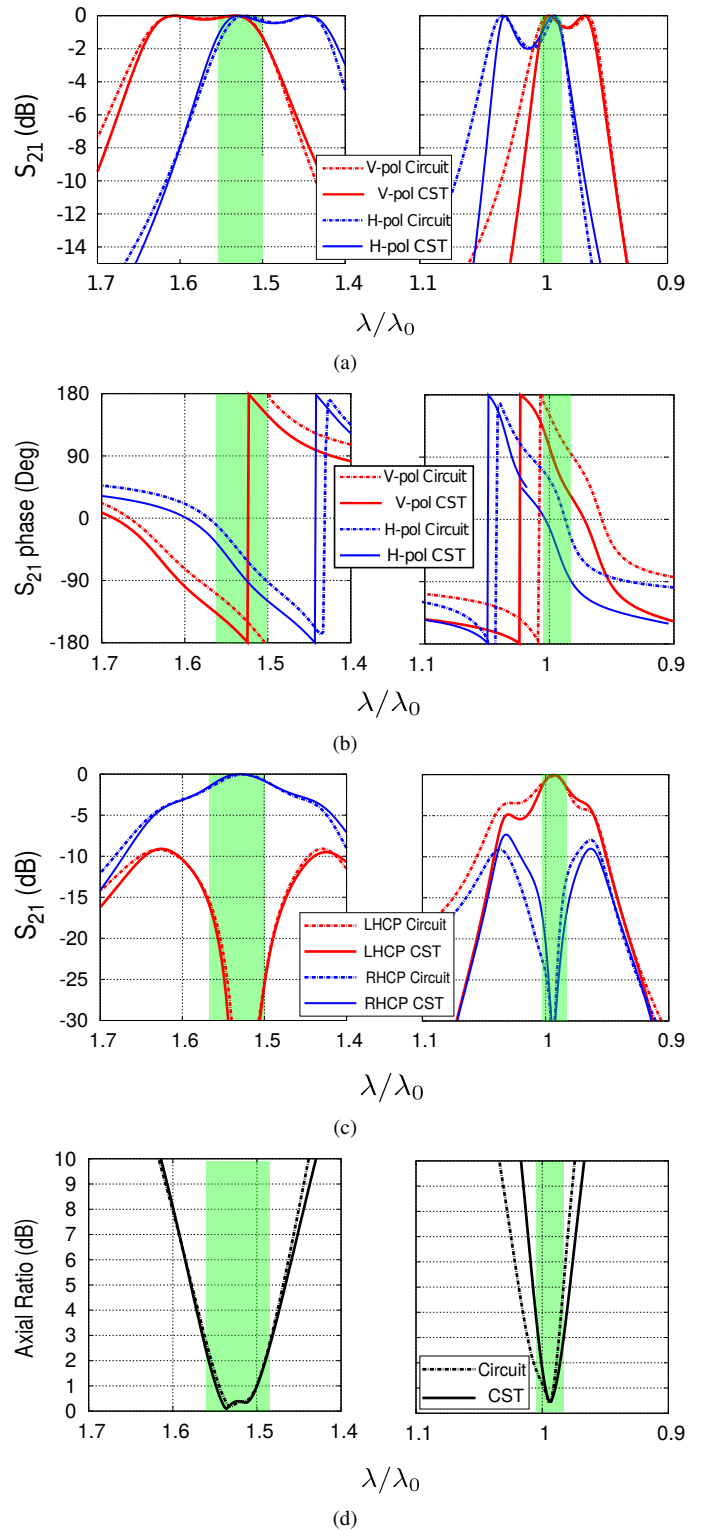 0
-2
-4
-6
-8
-10
-12
-14
S21 (dB)
V-pol Circuit
V-pol CST
H-pol Circuit
H-pol CST
1.7 1.6 1.5 1.4 1.1 1 0.9
λ/λ0
(a)
180
90
0
-90
-180
S21 phase (Deg)
V-pol Circuit
V-pol CST
H-pol Circuit
H-pol CST
1.7 1.6 1.5 1.4 1.1 1 0.9
λ/λ0
(b)
0
-5
-10
-15
-20
-25
-30
S21 (dB)
LHCP Circuit
LHCP CST
RHCP Circuit
RHCP CST
1.7 1.6 1.5 1.4 1.1 1 0.9
λ/λ0
(c)
10
9
8
7
6
5
4
3
2
1
0
Axial Ratio (dB)
Circuit
CST
1.7 1.6 1.5 1.4 1.1 1 0.9
λ/λ0
(d)